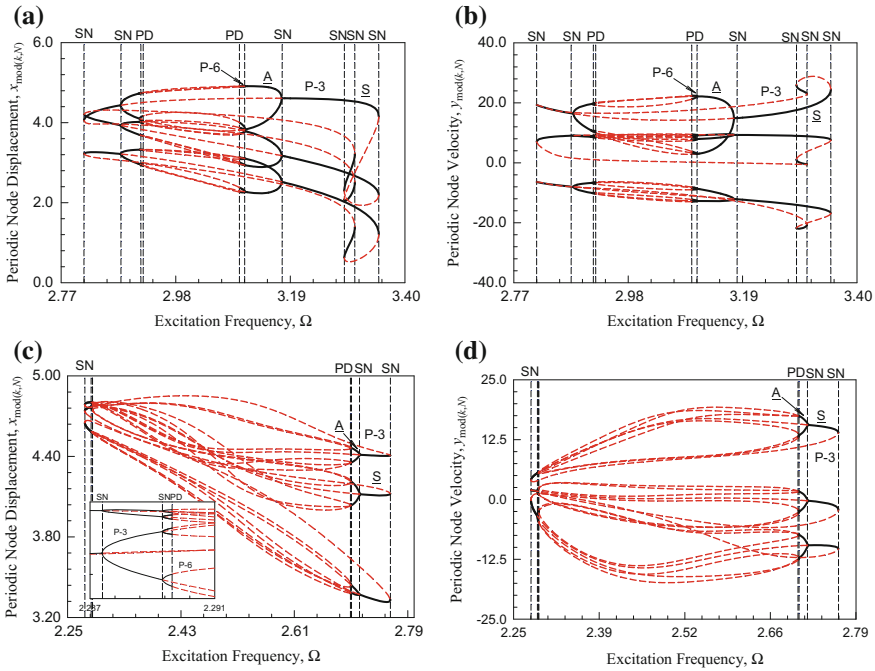 (a)
SN SN PD PD SN SN SN SN
6.0
P-6
A
P-3
S
4.0
2.0
0.0
2.77 2.98 3.19 3.40
Periodic Node Displacement, x_mod(k,N)
Excitation Frequency, Ω
(b)
SN SN PD PD SN SN SN SN
40.0
P-6
A
P-3
20.0
S
0.0
-20.0
-40.0
2.77 2.98 3.19 3.40
Periodic Node Velocity, y_mod(k,N)
Excitation Frequency, Ω
(c)
SN PD SN SN
5.00
A
P-3
4.40
S
SN SN PD
P-3
3.80
P-6
2.287 2.291
3.20
2.25 2.43 2.61 2.79
Periodic Node Displacement, x_mod(k,N)
Excitation Frequency, Ω
(d)
SN PD SN SN
25.0
A
S
12.5
P-3
0.0
-12.5
-25.0
2.25 2.39 2.52 2.66 2.79
Periodic Node Velocity, y_mod(k,N)
Excitation Frequency, Ω